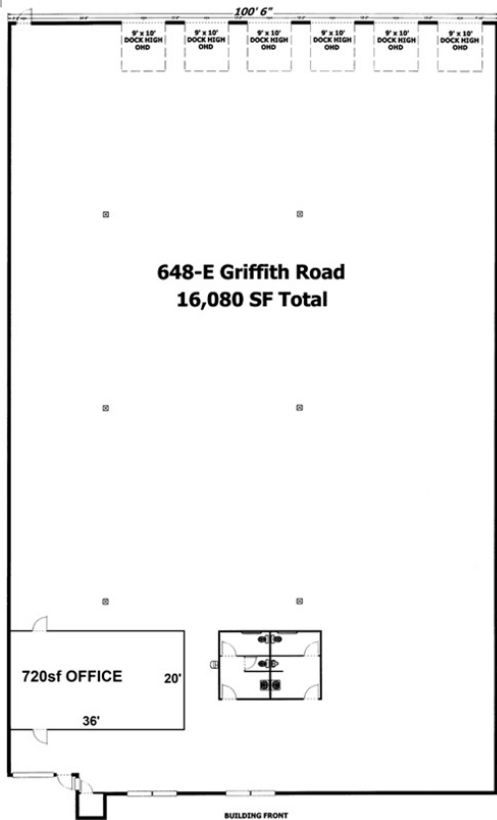 100' 6"
9' x 10'
DOCK HIGH
OHD
9' x 10'
DOCK HIGH
OHD
9' x 10'
DOCK HIGH
OHD
9' x 10'
DOCK HIGH
OHD
9' x 10'
DOCK HIGH
OHD
9' x 10'
DOCK HIGH
OHD
648-E Griffith Road
16,080 SF Total
720sf OFFICE
20'
36'
BUILDING FRONT